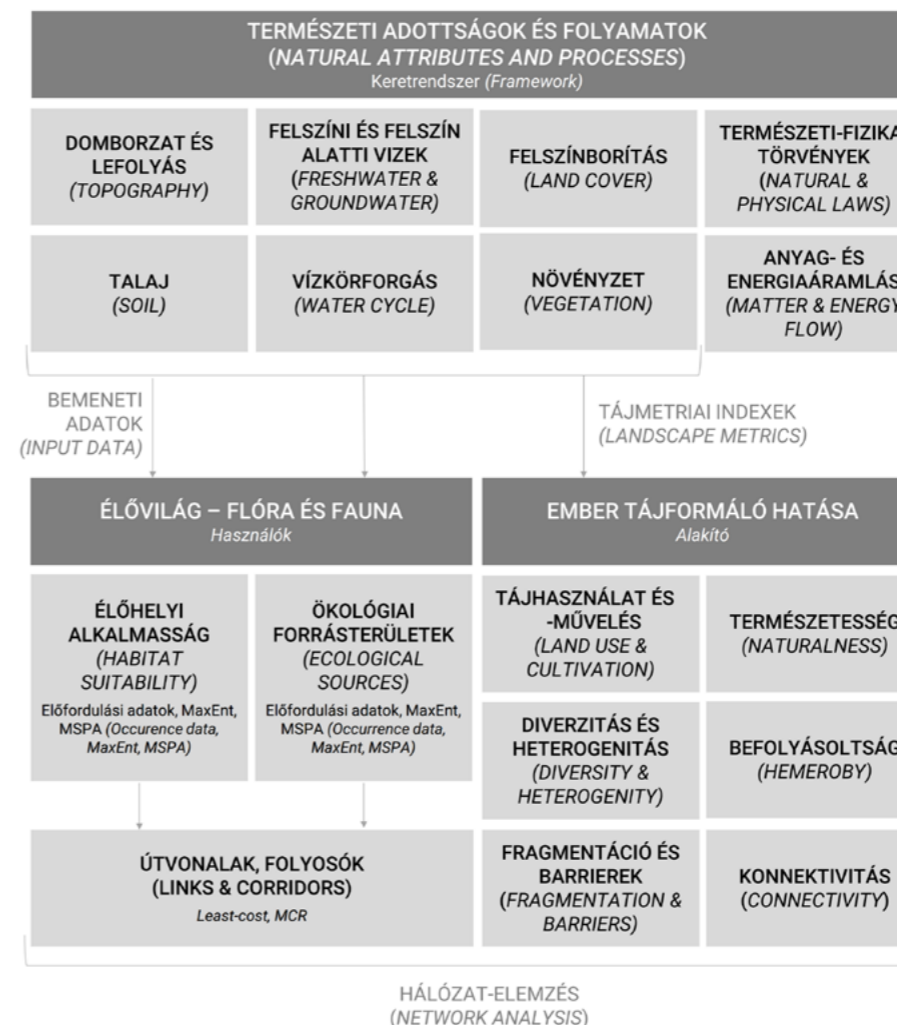 TERMÉSZETI ADOTTSÁGOK ÉS FOLYAMATOK
(NATURAL ATTRIBUTES AND PROCESSES)
Keretrendszer (Framework)
DOMBORZAT ÉS
LEFOLYÁS
(TOPOGRAPHY)
FELSZÍNI ÉS FELSZÍN
ALATTI VIZEK
(FRESHWATER &
GROUNDWATER)
FELSZÍNBORÍTÁS
(LAND COVER)
TERMÉSZETI-FIZIKA
TÖRVÉNYEK
(NATURAL &
PHYSICAL LAWS)
TALAJ
(SOIL)
VÍZKÖRFORGÁS
(WATER CYCLE)
NÖVÉNYZET
(VEGETATION)
ANYAG- ÉS
ENERGIAÁRAMLÁS
(MATTER & ENERGY
FLOW)
BEMENETI
ADATOK
(INPUT DATA)
TÁJMETRIAI INDEXEK
(LANDSCAPE METRICS)
ÉLŐVILÁG – FLÓRA ÉS FAUNA
Használók
EMBER TÁJFORMÁLÓ HATÁSA
Alakító
ÉLŐHELYI
ALKALMASSÁG
(HABITAT
SUITABILITY)
Előfordulási adatok, MaxEnt,
MSPA (Occurence data,
MaxEnt, MSPA)
ÖKOLÓGIAI
FORRÁSTERÜLETEK
(ECOLOGICAL
SOURCES)
Előfordulási adatok, MaxEnt,
MSPA (Occurrence data,
MaxEnt, MSPA)
TÁJHASZNÁLAT ÉS
-MŰVELÉS
(LAND USE &
CULTIVATION)
TERMÉSZETESSÉG
(NATURALNESS)
DIVERZITÁS ÉS
HETEROGENITÁS
(DIVERSITY &
HETEROGENITY)
BEFOLYÁSOLTSÁG
(HEMEROBY)
ÚTVONALAK, FOLYOSÓK
(LINKS & CORRIDORS)
Least-cost, MCR
FRAGMENTÁCIÓ ÉS
BARRIEREK
(FRAGMENTATION &
BARRIERS)
KONNEKTIVITÁS
(CONNECTIVITY)
HÁLÓZAT-ELEMZÉS
(NETWORK ANALYSIS)